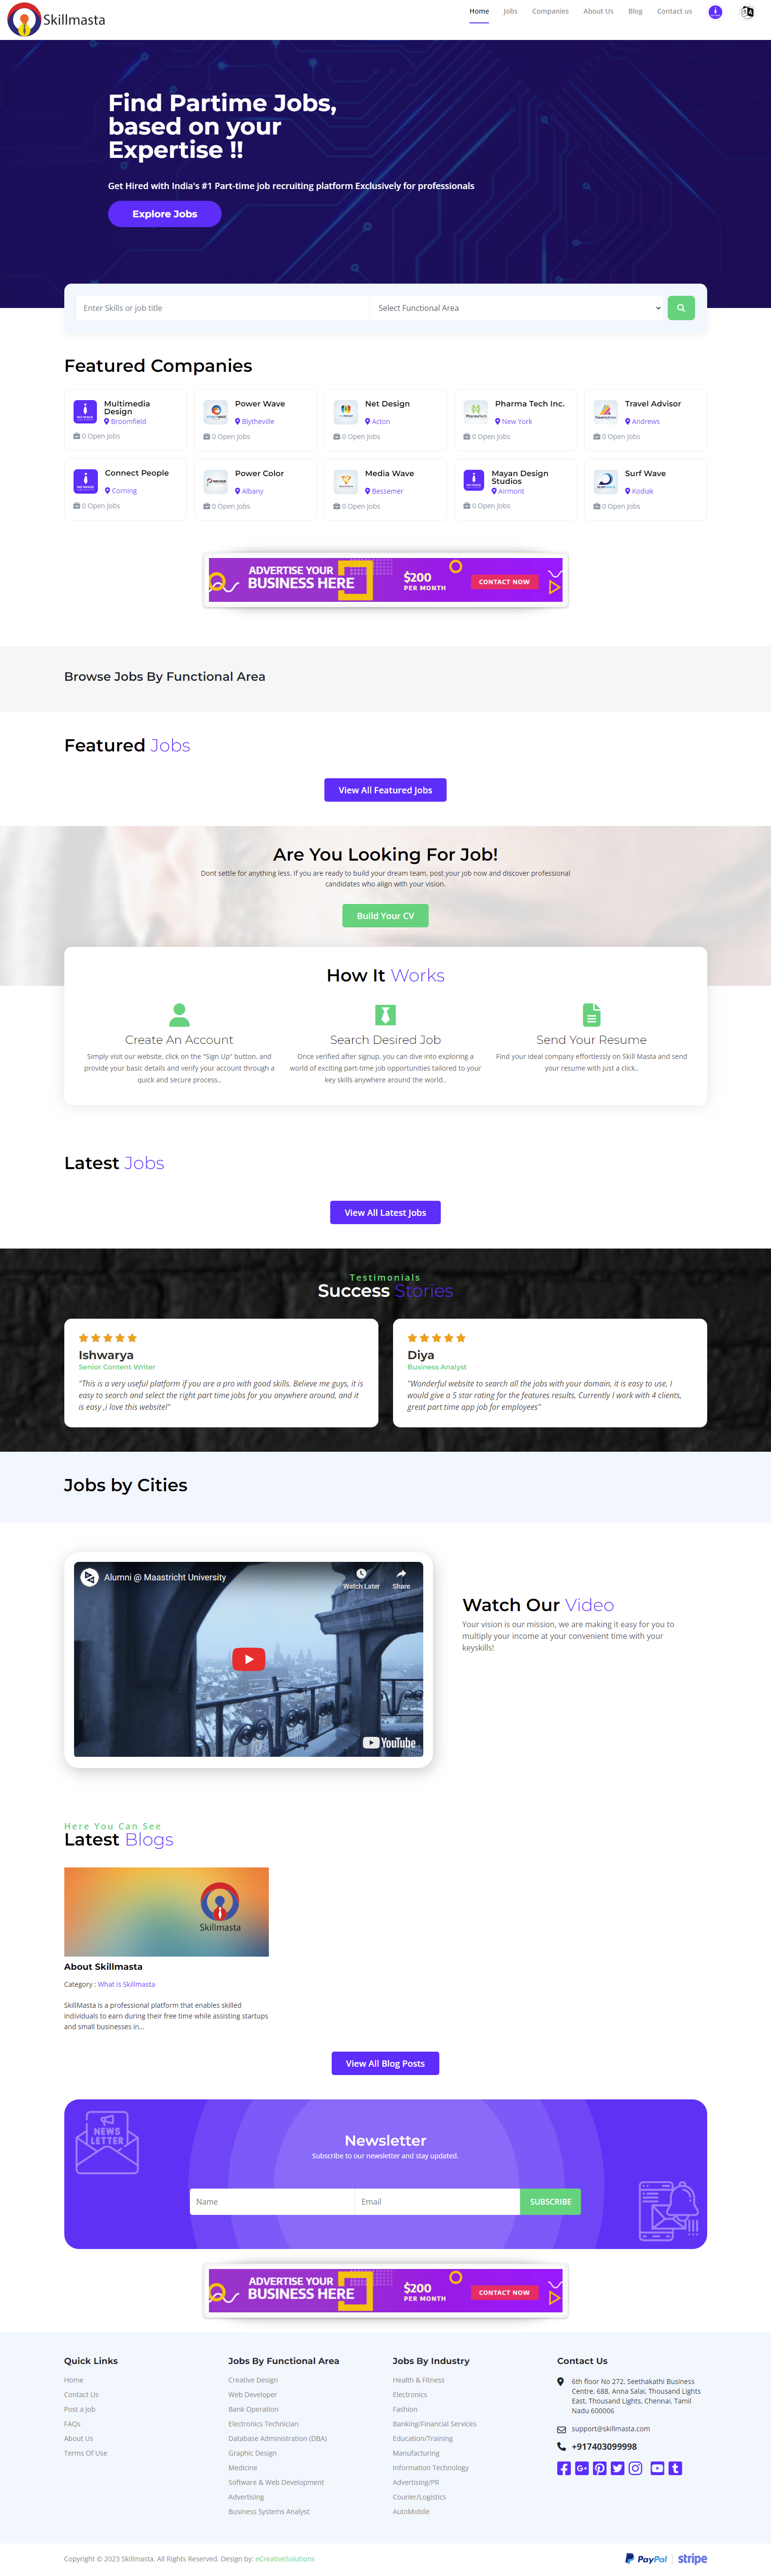 Skillmasta
Home Jobs Companies About Us Blog Contact us
Find Partime Jobs,
based on your
Expertise !!
Get Hired with India's #1 Part-time job recruiting platform Exclusively for professionals
Explore Jobs
Enter Skills or job title Select Functional Area
Featured Companies
Multimedia Design
Broomfield
0 Open Jobs
Power Wave
Blytheville
0 Open Jobs
Net Design
Acton
0 Open Jobs
Pharma Tech Inc.
New York
0 Open Jobs
Travel Advisor
Andrews
0 Open Jobs
Connect People
Corning
0 Open Jobs
Power Color
Albany
0 Open Jobs
Media Wave
Bessemer
0 Open Jobs
Mayan Design Studios
Airmont
0 Open Jobs
Surf Wave
Kodiak
0 Open Jobs
ADVERTISE YOUR
BUSINESS HERE
$200
PER MONTH
CONTACT NOW
Browse Jobs By Functional Area
Featured Jobs
View All Featured Jobs
Are You Looking For Job!
Dont settle for anything less. If you are ready to build your dream team, post your job now and discover professional
candidates who align with your vision.
Build Your CV
How It Works
Create An Account
Simply visit our website, click on the "Sign Up" button, and
provide your basic details and verify your account through a
quick and secure process..
Search Desired Job
Once verified after signup, you can dive into exploring a
world of exciting part-time job opportunities tailored to your
key skills anywhere around the world..
Send Your Resume
Find your ideal company effortlessly on Skill Masta and send
your resume with just a click..
Latest Jobs
View All Latest Jobs
Testimonials
Success Stories
Ishwarya
Senior Content Writer
"This is a very useful platform if you are a pro with good skills. Believe me guys, it is
easy to search and select the right part time jobs for you anywhere around, and it
is easy ,i love this website!"
Diya
Business Analyst
"Wonderful website to search all the jobs with your domain, it is easy to use, I
would give a 5 star rating for the features results, Currently I work with 4 clients,
great part time app job for employees"
Jobs by Cities
Alumni @ Maastricht University
Watch Later Share
YouTube
Watch Our Video
Your vision is our mission, we are making it easy for you to
multiply your income at your convenient time with your
keyskills!
Here You Can See
Latest Blogs
Skillmasta
About Skillmasta
Category : What is Skillmasta
SkillMasta is a professional platform that enables skilled
individuals to earn during their free time while assisting startups
and small businesses in...
View All Blog Posts
NEWS
LETTER
Newsletter
Subscribe to our newsletter and stay updated.
Name Email SUBSCRIBE
ADVERTISE YOUR
BUSINESS HERE
$200
PER MONTH
CONTACT NOW
Quick Links
Home
Contact Us
Post a Job
FAQs
About Us
Terms Of Use
Jobs By Functional Area
Creative Design
Web Developer
Bank Operation
Electronics Technician
Database Administration (DBA)
Graphic Design
Medicine
Software & Web Development
Advertising
Business Systems Analyst
Jobs By Industry
Health & Fitness
Electronics
Fashion
Banking/Financial Services
Education/Training
Manufacturing
Information Technology
Advertising/PR
Courier/Logistics
AutoMobile
Contact Us
6th floor No 272, Seethakathi Business
Centre, 688, Anna Salai, Thousand Lights
East, Thousand Lights, Chennai, Tamil
Nadu 600006
support@skillmasta.com
+917403099998
Copyright © 2023 Skillmasta. All Rights Reserved. Design by: eCreativeSolutions
PayPal stripe